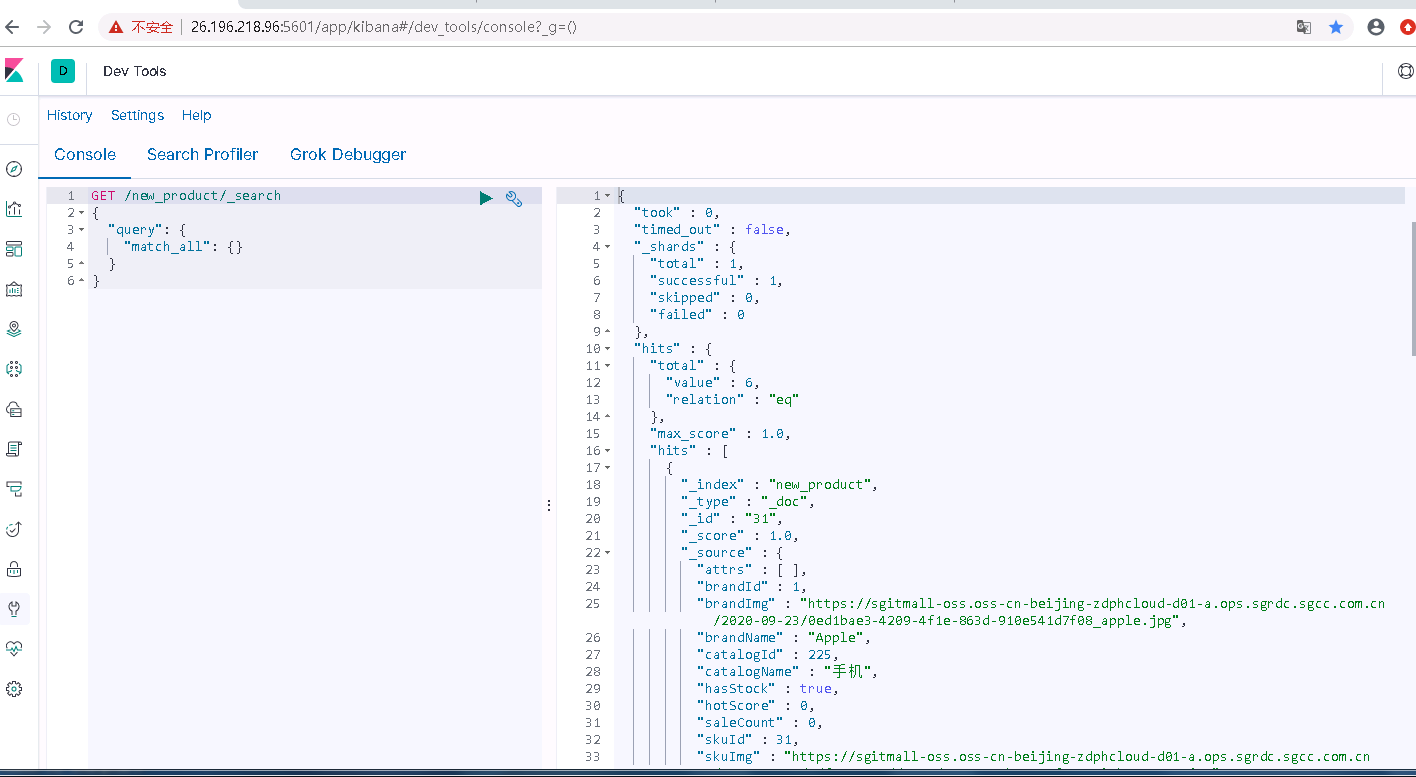 不安全 26.196.218.96:5601/app/kibana#/dev_tools/console?_g=()
D Dev Tools
History Settings Help
Console Search Profiler Grok Debugger
1 GET /new_product/_search
2 {
3 "query": {
4 "match_all": {}
5 }
6 }
1 {
2 "took" : 0,
3 "timed_out" : false,
4 "_shards" : {
5 "total" : 1,
6 "successful" : 1,
7 "skipped" : 0,
8 "failed" : 0
9 },
10 "hits" : {
11 "total" : {
12 "value" : 6,
13 "relation" : "eq"
14 },
15 "max_score" : 1.0,
16 "hits" : [
17 {
18 "_index" : "new_product",
19 "_type" : "_doc",
20 "_id" : "31",
21 "_score" : 1.0,
22 "_source" : {
23 "attrs" : [ ],
24 "brandId" : 1,
25 "brandImg" : "https://sgitmall-oss.oss-cn-beijing-zdphcloud-d01-a.ops.sgrdc.sgcc.com.cn
/2020-09-23/0ed1bae3-4209-4f1e-863d-910e541d7f08_apple.jpg",
26 "brandName" : "Apple",
27 "catalogId" : 225,
28 "catalogName" : "手机",
29 "hasStock" : true,
30 "hotScore" : 0,
31 "saleCount" : 0,
32 "skuId" : 31,
33 "skuImg" : "https://sgitmall-oss.oss-cn-beijing-zdphcloud-d01-a.ops.sgrdc.sgcc.com.cn